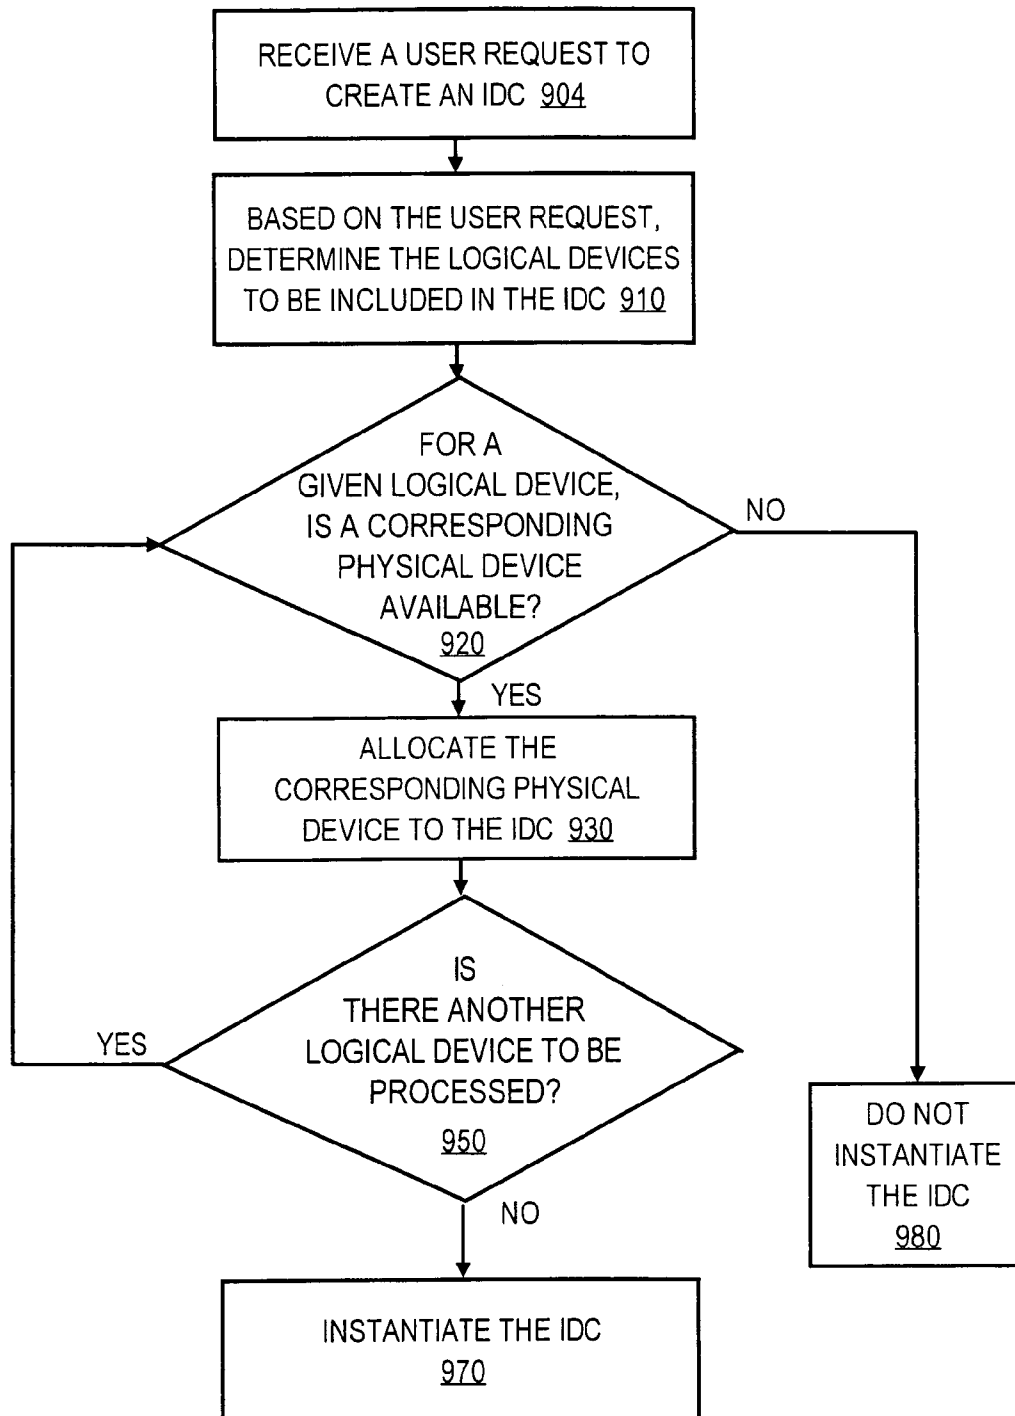 RECEIVE A USER REQUEST TO
CREATE AN IDC 904
BASED ON THE USER REQUEST,
DETERMINE THE LOGICAL DEVICES
TO BE INCLUDED IN THE IDC 910
FOR A
GIVEN LOGICAL DEVICE,
IS A CORRESPONDING
PHYSICAL DEVICE
AVAILABLE?
920
NO
YES
ALLOCATE THE
CORRESPONDING PHYSICAL
DEVICE TO THE IDC 930
IS
THERE ANOTHER
LOGICAL DEVICE TO BE
PROCESSED?
950
YES
NO
DO NOT
INSTANTIATE
THE IDC
980
INSTANTIATE THE IDC
970